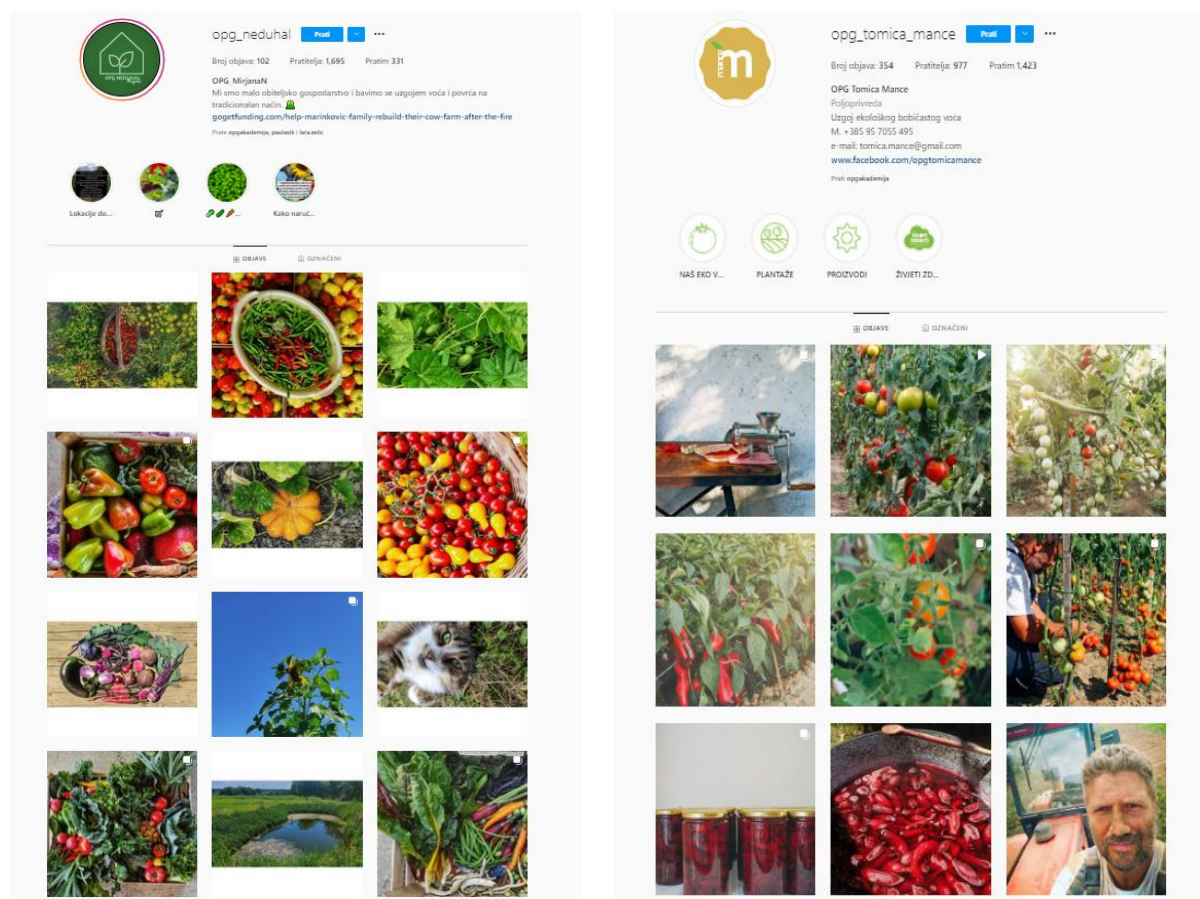 opg_neduhal Prati
Broj objava: 102 Pratitelja: 1,695 Pratim 331
OPG_MirjanaN
Mi smo malo obiteljsko gospodarstvo i bavimo se uzgojem voća i povrća na
tradicionalan način.
gogetfunding.com/help-marinkovic-family-rebuild-their-cow-farm-after-the-fire
Prate opgakademija, paulasik i lara.zelo
Lokacije do...
Kako naruč...
OBJAVE OZNAČENI
opg_tomica_mance Prati
mance m
Broj objava: 354 Pratitelja: 977 Pratim 1,423
OPG Tomica Mance
Poljoprivreda
Uzgoj ekološkog bobičastog voća
M. +385 95 7055 495
e-mail: tomica.mance@gmail.com
www.facebook.com/opgtomicamance
Prati opgakademija
NAŠ EKO V... PLANTAŽE PROIZVODI ŽIVJETI ZD...
OBJAVE OZNAČENI